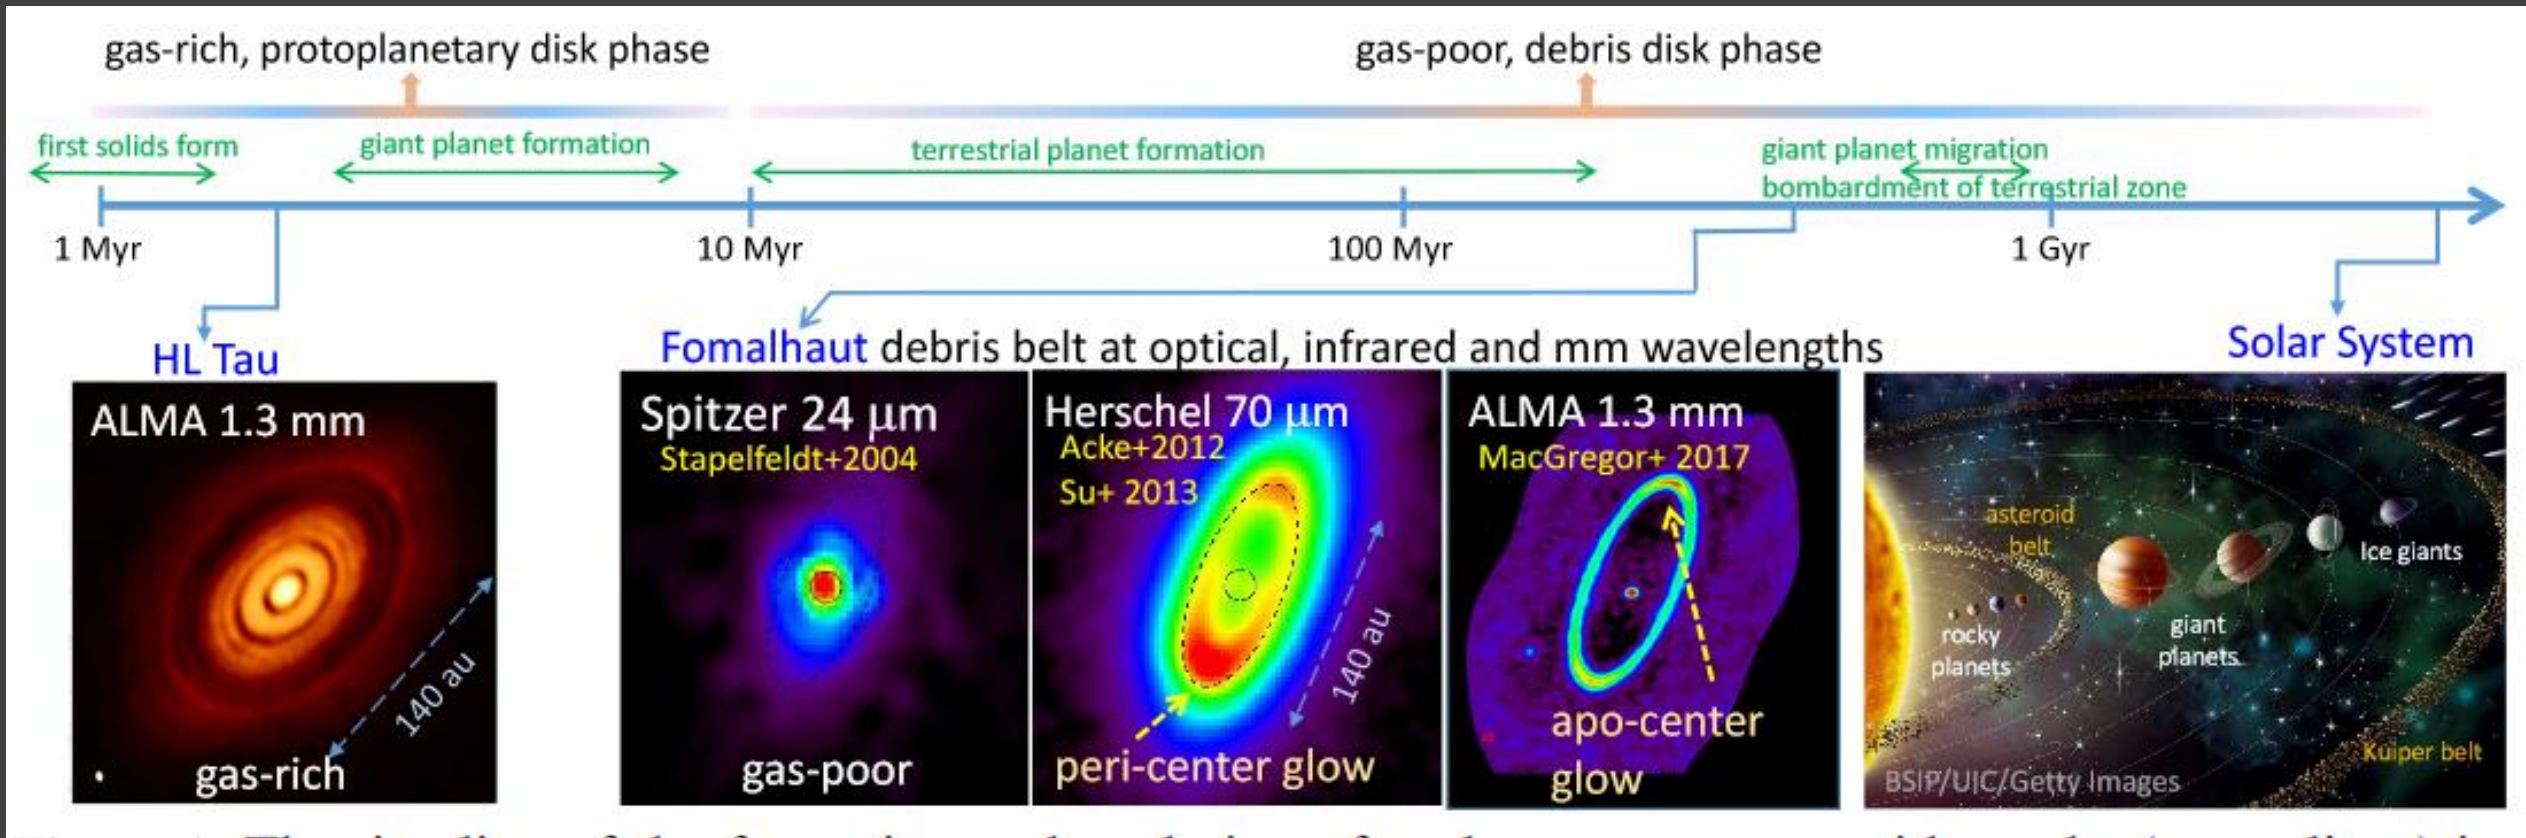 gas-rich, protoplanetary disk phase
gas-poor, debris disk phase
first solids form
giant planet formation
terrestrial planet formation
giant planet migration
bombardment of terrestrial zone
1 Myr
10 Myr
100 Myr
1 Gyr
HL Tau
Fomalhaut debris belt at optical, infrared and mm wavelengths
Solar System
ALMA 1.3 mm
140 au
gas-rich
Spitzer 24 μm
Stapelfeldt+2004
gas-poor
Herschel 70 μm
Acke+2012
Su+ 2013
140 au
peri-center glow
ALMA 1.3 mm
MacGregor+ 2017
apo-center
glow
asteroid
belt
Ice giants
rocky
planets
giant
planets
Kuiper belt
BSIP/UIC/Getty Images